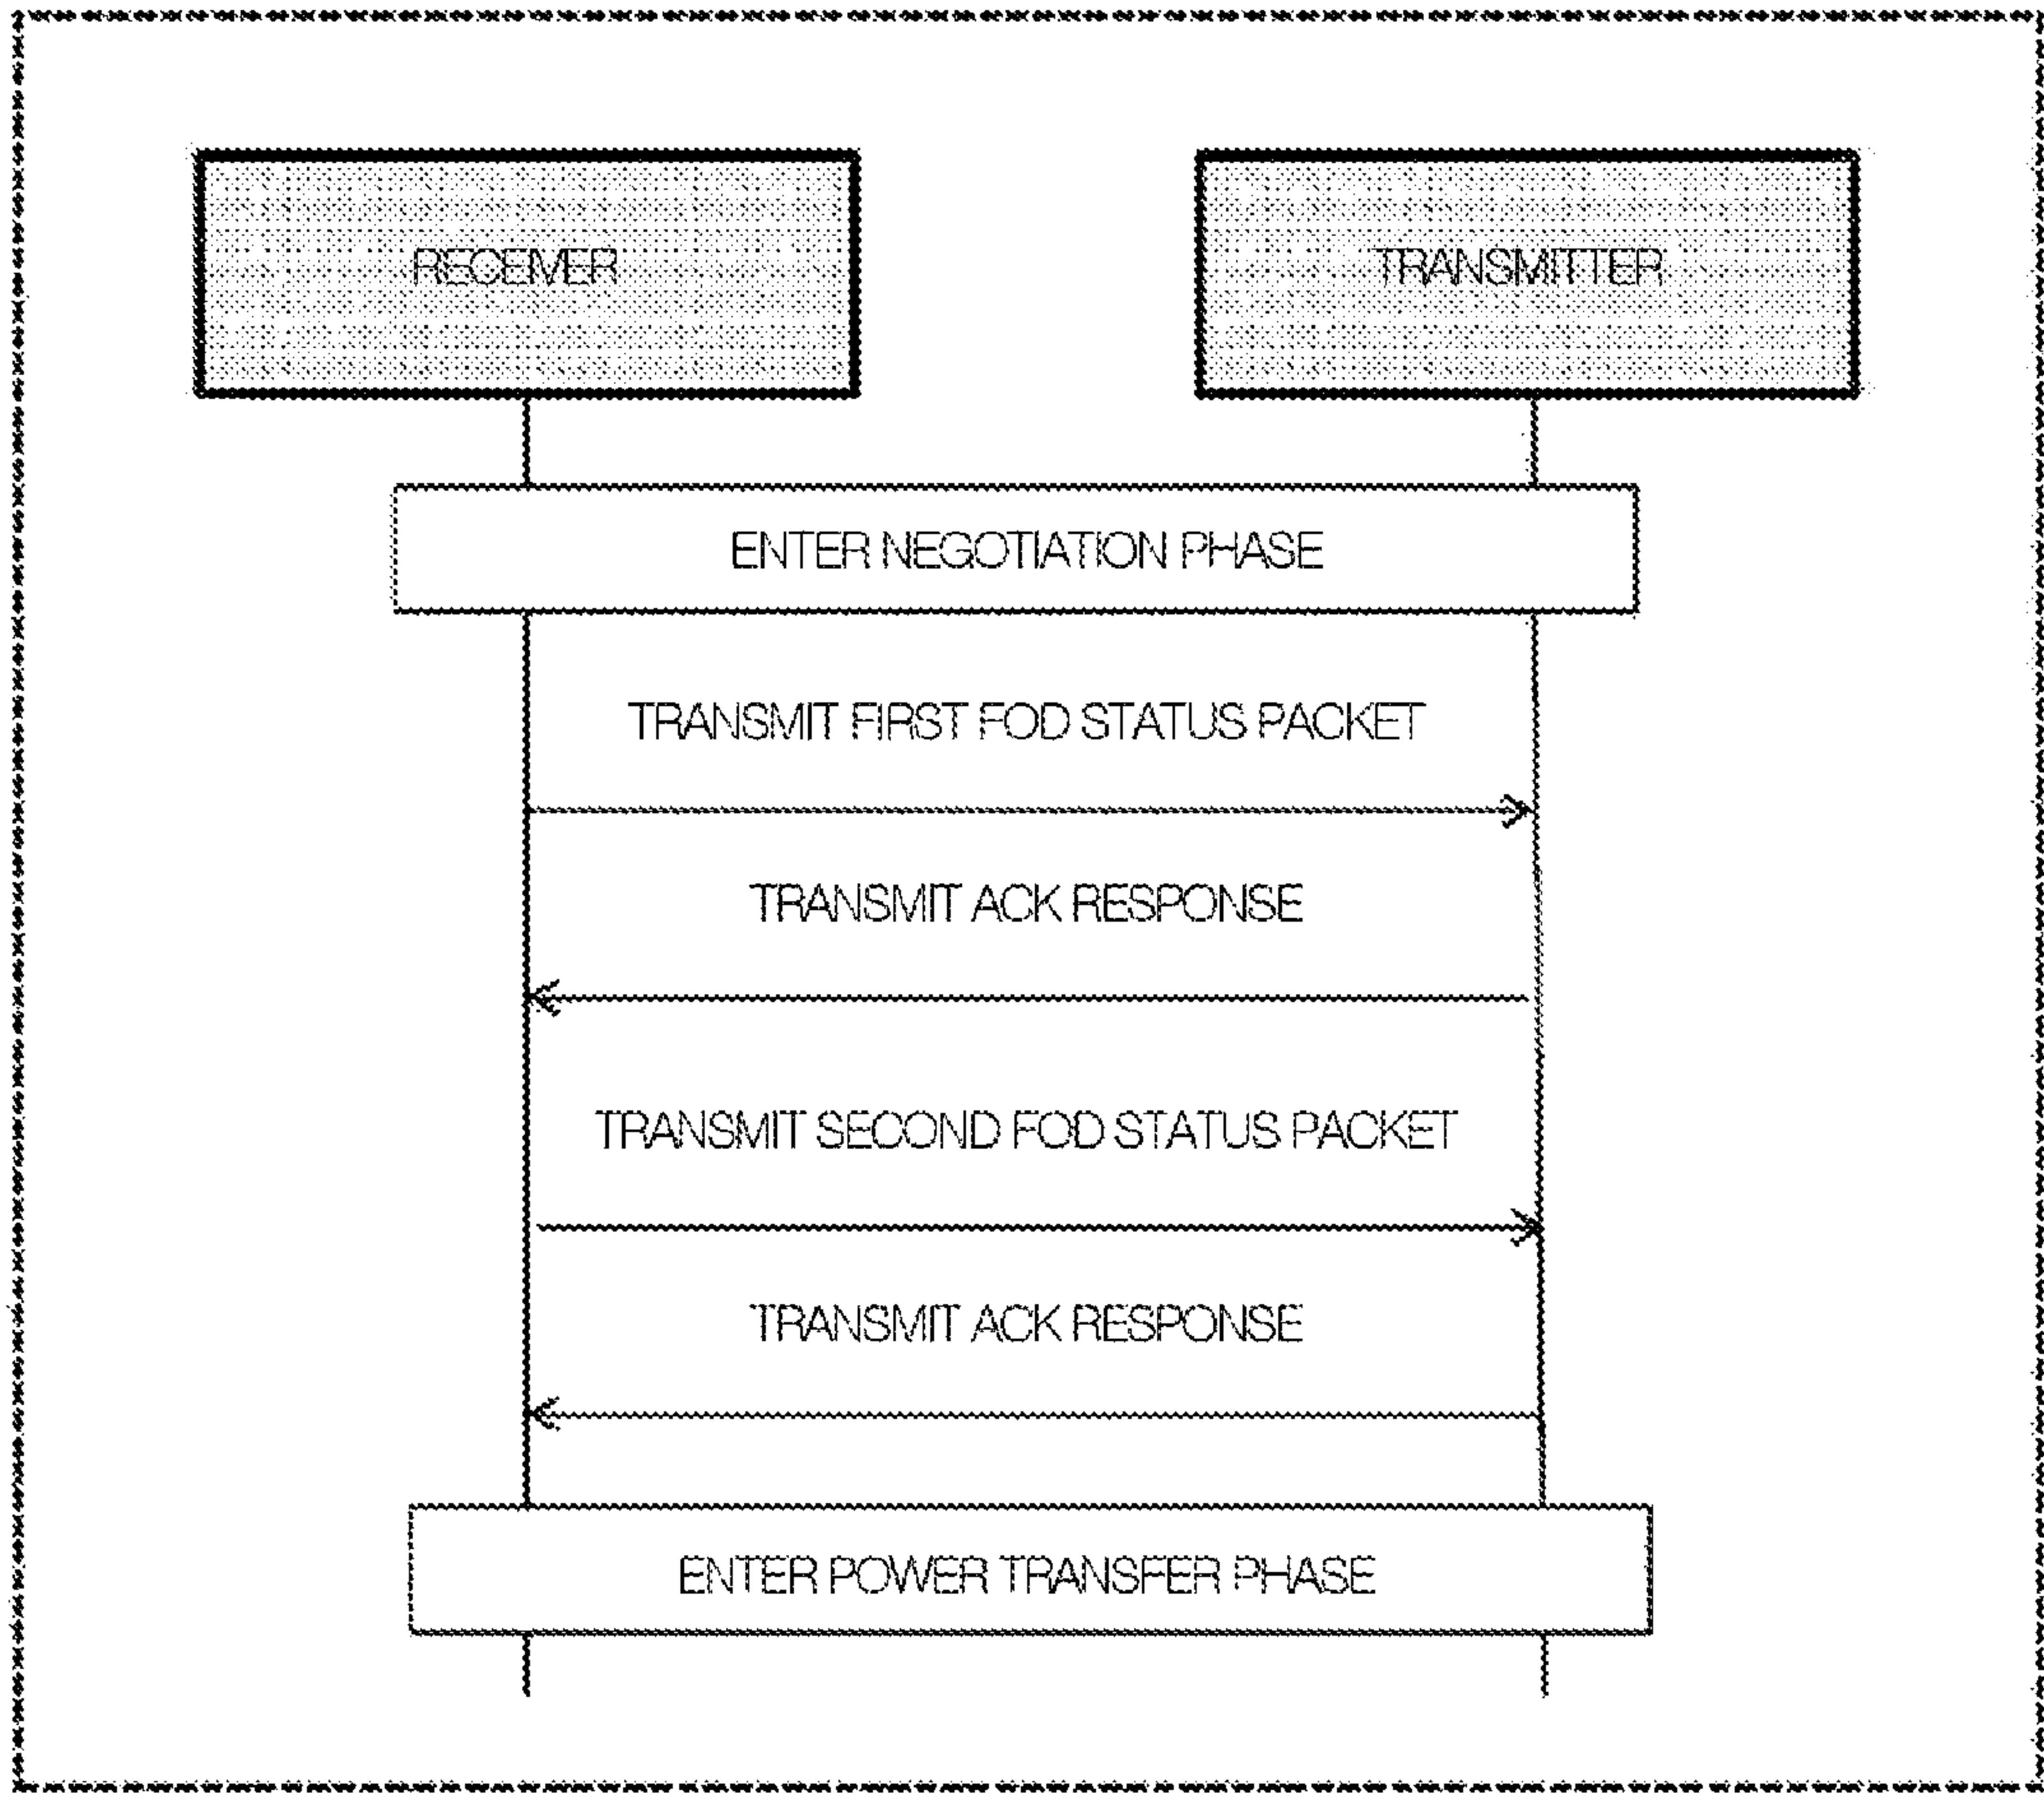 RECEIVER
TRANSMITTER
ENTER NEGOTIATION PHASE
TRANSMIT FIRST FOD STATUS PACKET
TRANSMIT ACK RESPONSE
TRANSMIT SECOND FOD STATUS PACKET
TRANSMIT ACK RESPONSE
ENTER POWER TRANSFER PHASE